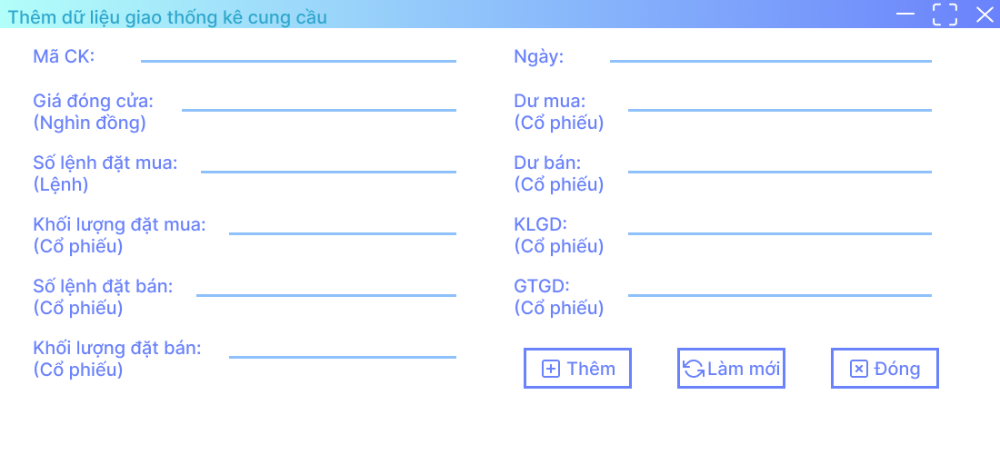 Thêm dữ liệu giao thống kê cung cầu
Mã CK:
Ngày:
Giá đóng cửa:
(Nghìn đồng)
Dư mua:
(Cổ phiếu)
Số lệnh đặt mua:
(Lệnh)
Dư bán:
(Cổ phiếu)
Khối lượng đặt mua:
(Cổ phiếu)
KLGD:
(Cổ phiếu)
Số lệnh đặt bán:
(Cổ phiếu)
GTGD:
(Cổ phiếu)
Khối lượng đặt bán:
(Cổ phiếu)
Thêm
Làm mới
Đóng